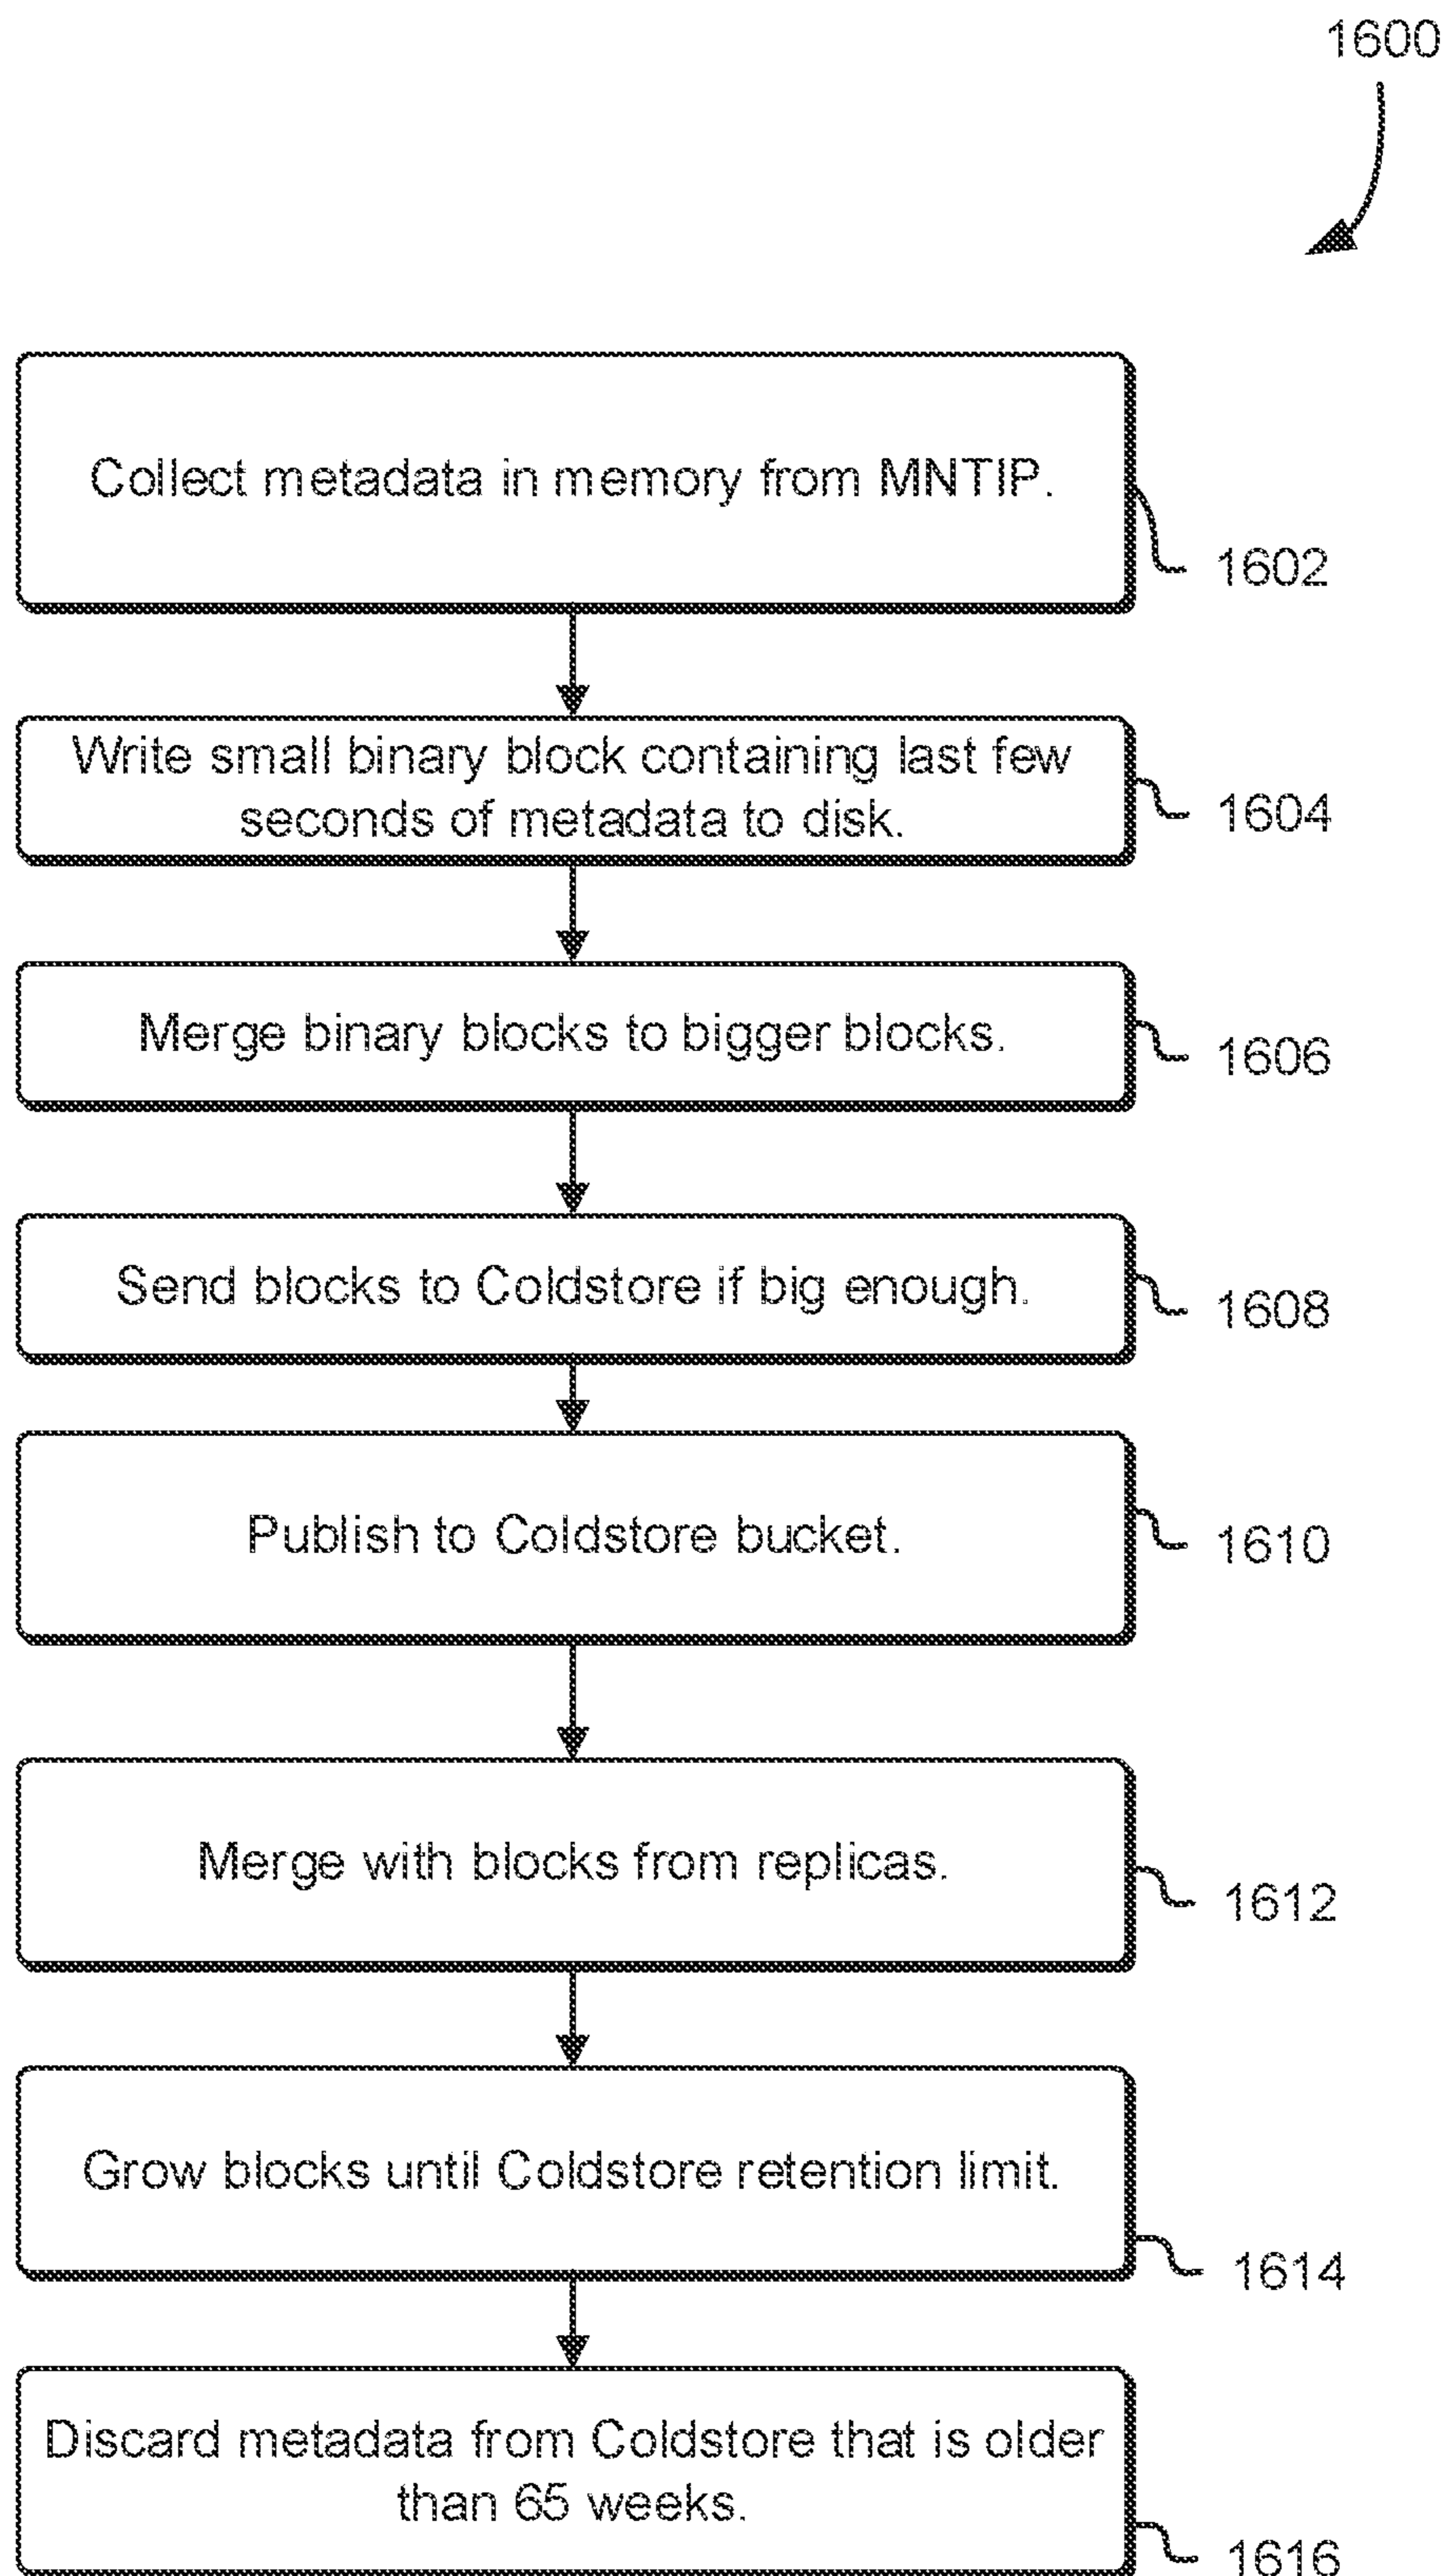 1600
Collect metadata in memory from MNTIP.
1602
Write small binary block containing last few
seconds of metadata to disk.
1604
Merge binary blocks to bigger blocks.
1606
Send blocks to Coldstore if big enough.
1608
Publish to Coldstore bucket.
1610
Merge with blocks from replicas.
1612
Grow blocks until Coldstore retention limit.
1614
Discard metadata from Coldstore that is older
than 65 weeks.
1616